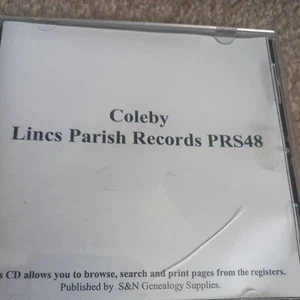 Coleby
Lincs Parish Records PRS48
s CD allows you to browse, search and print pages from the registers.
Published by S&N Genealogy Supplies.